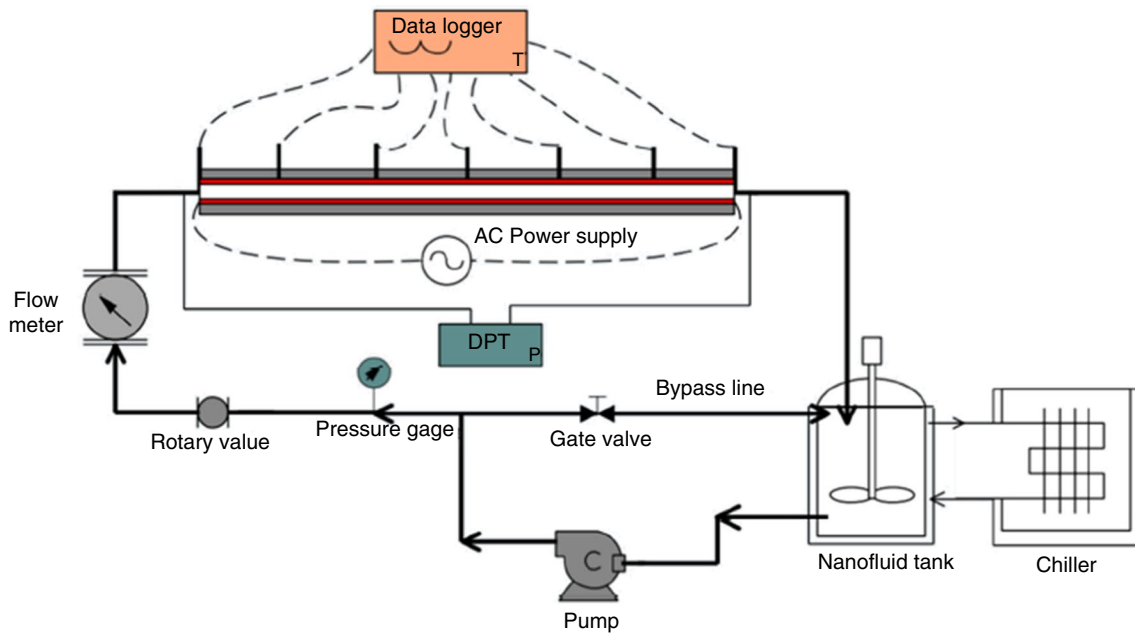 Data logger
T
AC Power supply
Flow
meter
DPT
P
Bypass line
Rotary value
Pressure gage
Gate valve
C
Nanofluid tank
Chiller
Pump